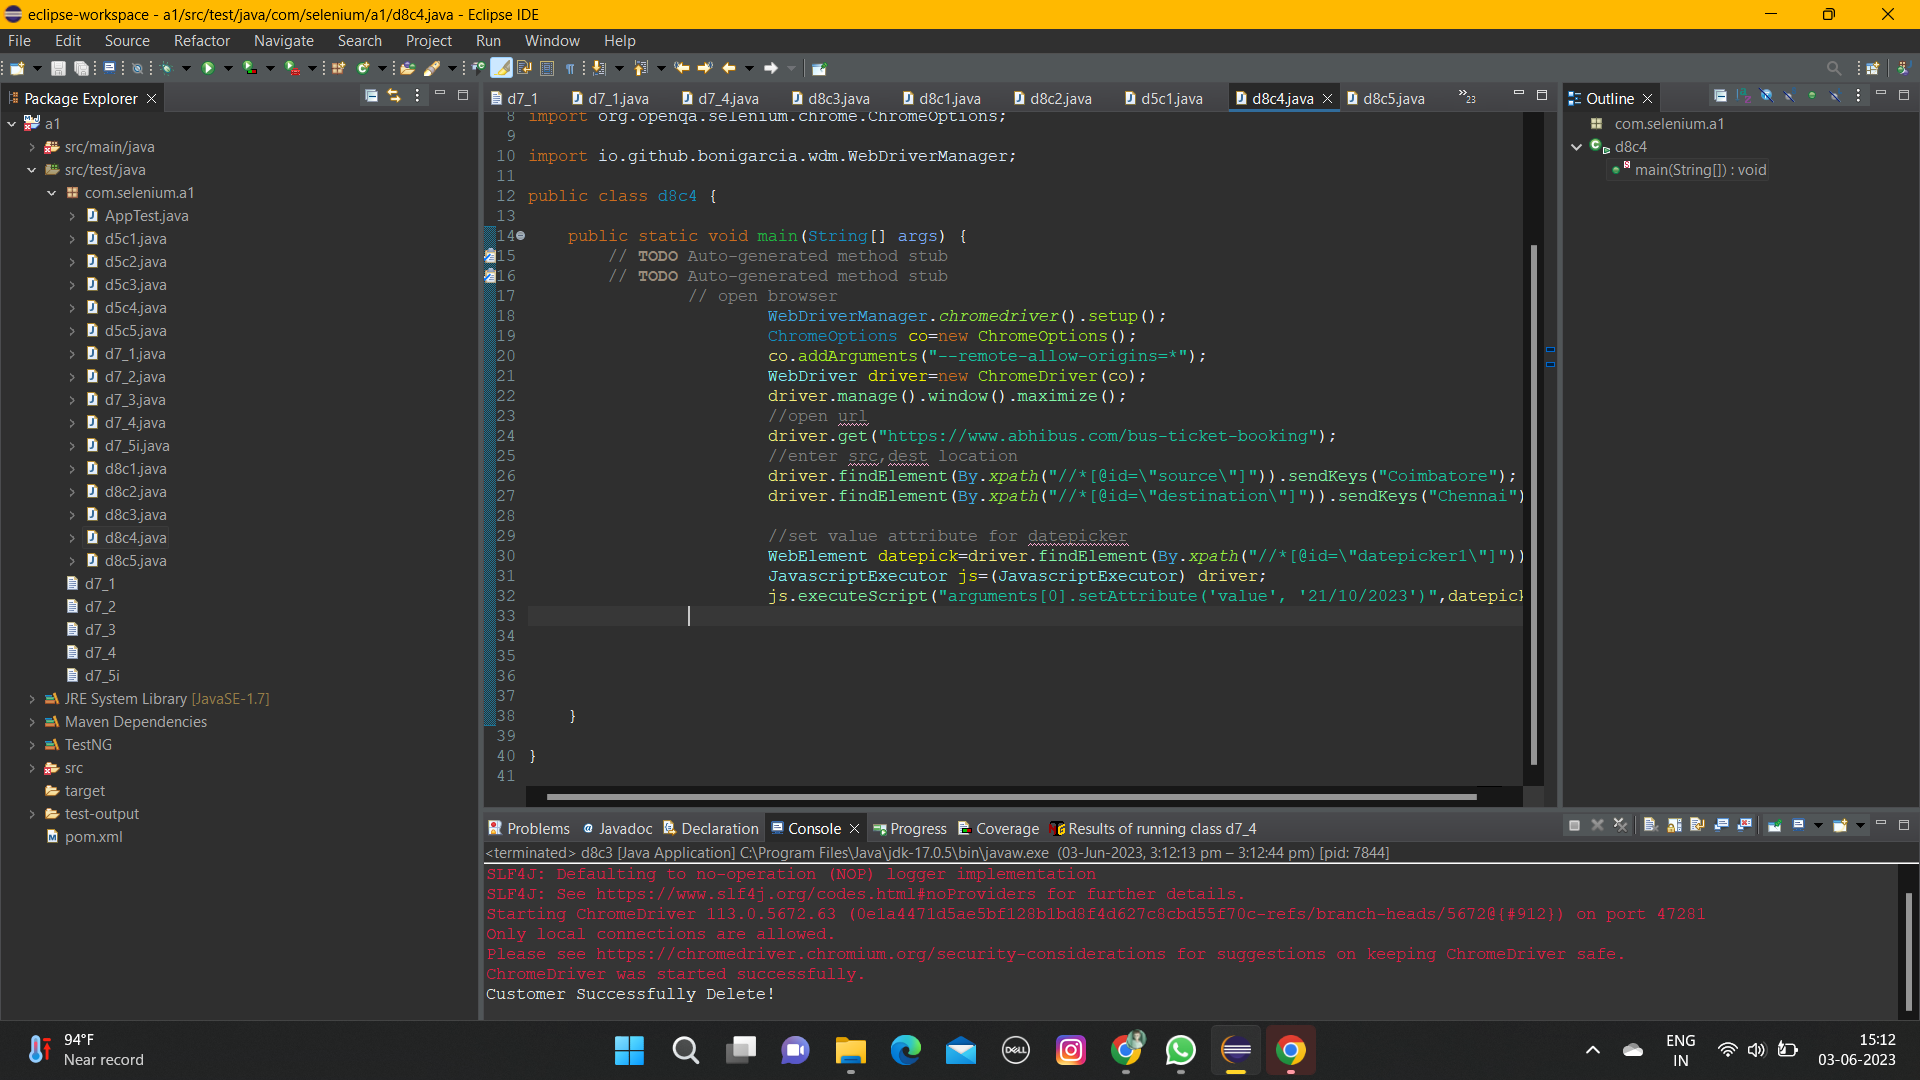 eclipse-workspace - a1/src/test/java/com/selenium/a1/d8c4.java - Eclipse IDE
File Edit Source Refactor Navigate Search Project Run Window Help
Package Explorer
a1
src/main/java
src/test/java
com.selenium.a1
AppTest.java
d5c1.java
d5c2.java
d5c3.java
d5c4.java
d5c5.java
d7_1.java
d7_2.java
d7_3.java
d7_4.java
d7_5i.java
d8c1.java
d8c2.java
d8c3.java
d8c4.java
d8c5.java
d7_1
d7_2
d7_3
d7_4
d7_5i
JRE System Library [JavaSE-1.7]
Maven Dependencies
TestNG
src
target
test-output
pom.xml
d7_1 d7_1.java d7_4.java d8c3.java d8c1.java d8c2.java d5c1.java d8c4.java d8c5.java »23
8 import org.openqa.selenium.chrome.ChromeOptions;
9
10 import io.github.bonigarcia.wdm.WebDriverManager;
11
12 public class d8c4 {
13
14 public static void main(String[] args) {
15 // TODO Auto-generated method stub
16 // TODO Auto-generated method stub
17 // open browser
18 WebDriverManager.chromedriver().setup();
19 ChromeOptions co=new ChromeOptions();
20 co.addArguments("--remote-allow-origins=*");
21 WebDriver driver=new ChromeDriver(co);
22 driver.manage().window().maximize();
23 //open url
24 driver.get("https://www.abhibus.com/bus-ticket-booking");
25 //enter src,dest location
26 driver.findElement(By.xpath("//*[@id=\"source\"]")).sendKeys("Coimbatore");
27 driver.findElement(By.xpath("//*[@id=\"destination\"]")).sendKeys("Chennai")
28
29 //set value attribute for datepicker
30 WebElement datepick=driver.findElement(By.xpath("//*[@id=\"datepicker1\"]"))
31 JavascriptExecutor js=(JavascriptExecutor) driver;
32 js.executeScript("arguments[0].setAttribute('value', '21/10/2023')",datepick
33
34
35
36
37
38 }
39
40 }
41
Outline
com.selenium.a1
d8c4
main(String[]) : void
Problems Javadoc Declaration Console Progress Coverage Results of running class d7_4
<terminated> d8c3 [Java Application] C:\Program Files\Java\jdk-17.0.5\bin\javaw.exe (03-Jun-2023, 3:12:13 pm – 3:12:44 pm) [pid: 7844]
SLF4J: Defaulting to no-operation (NOP) logger implementation
SLF4J: See https://www.slf4j.org/codes.html#noProviders for further details.
Starting ChromeDriver 113.0.5672.63 (0e1a4471d5ae5bf128b1bd8f4d627c8cbd55f70c-refs/branch-heads/5672@{#912}) on port 47281
Only local connections are allowed.
Please see https://chromedriver.chromium.org/security-considerations for suggestions on keeping ChromeDriver safe.
ChromeDriver was started successfully.
Customer Successfully Delete!
94°F
Near record
DELL
ENG
IN
15:12
03-06-2023